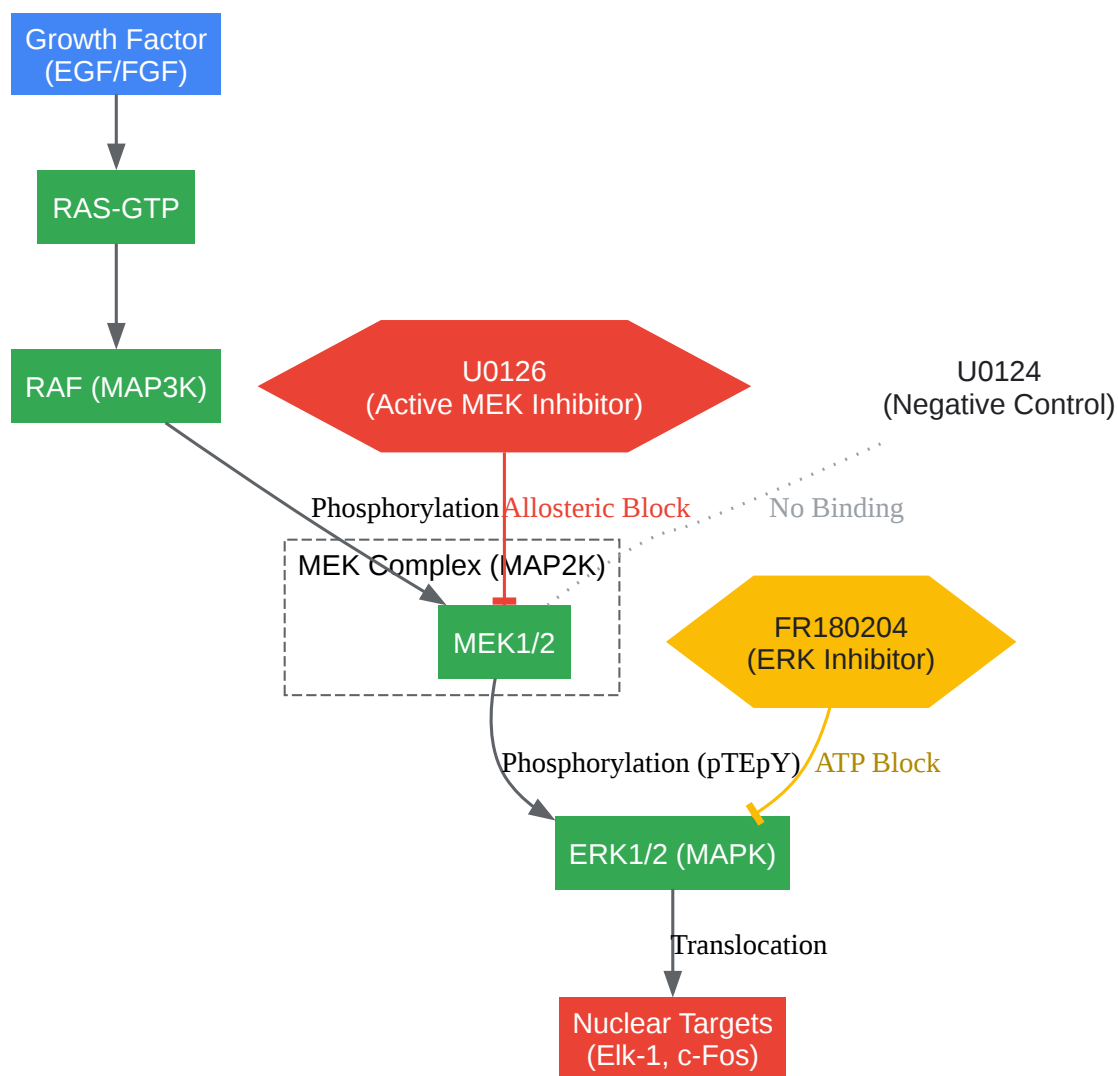 Growth Factor
(EGF/FGF)
RAS-GTP
RAF (MAP3K)
U0126
(Active MEK Inhibitor)
U0124
(Negative Control)
Phosphorylation
Allosteric Block
No Binding
MEK Complex (MAP2K)
MEK1/2
FR180204
(ERK Inhibitor)
Phosphorylation (pTEpY)
ATP Block
ERK1/2 (MAPK)
Translocation
Nuclear Targets
(Elk-1, c-Fos)